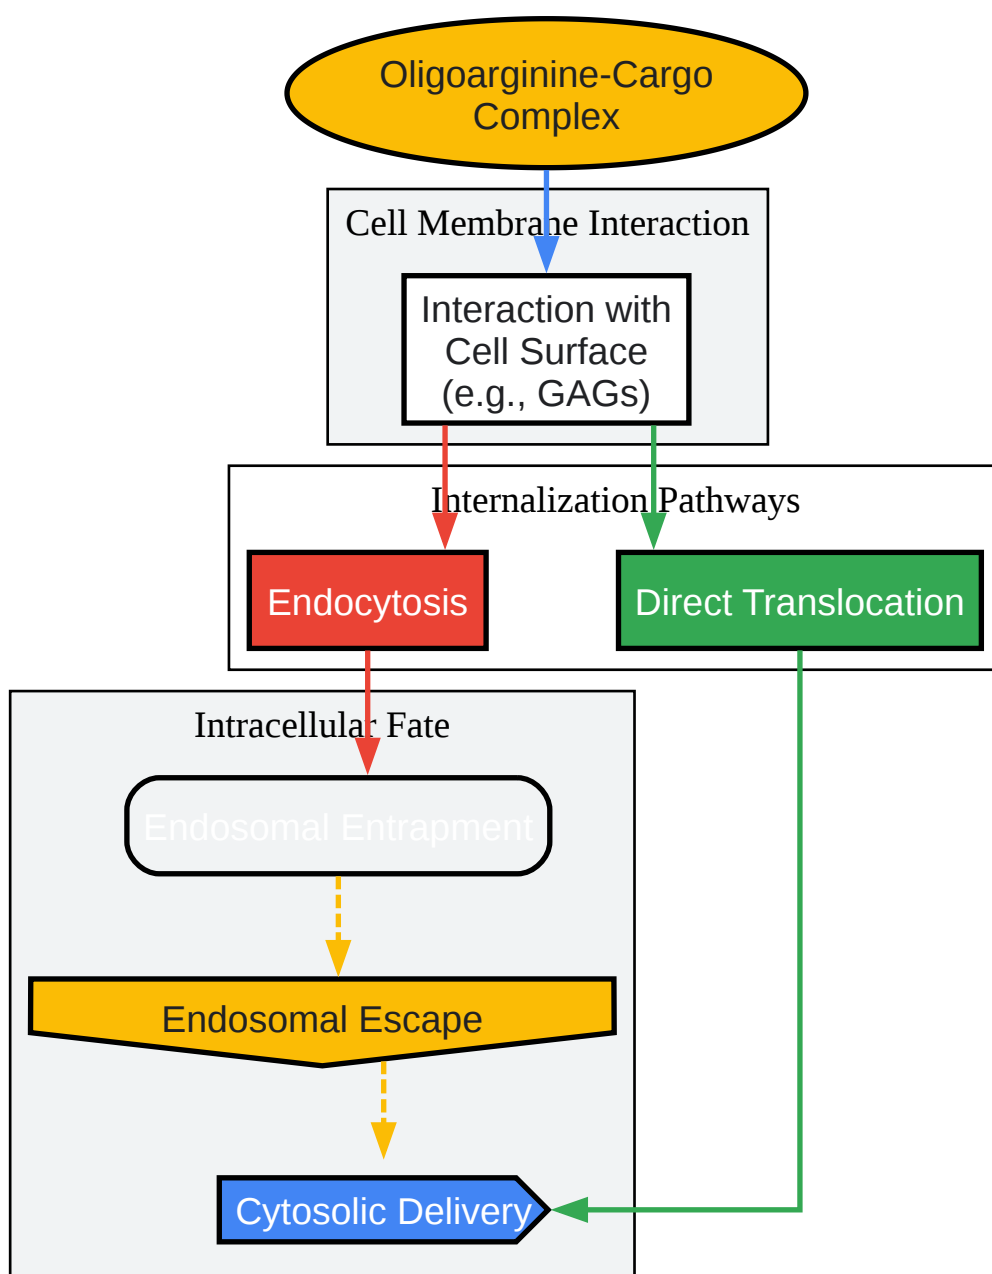 Oligoarginine-Cargo
Complex
Cell Membrane Interaction
Interaction with
Cell Surface
(e.g., GAGs)
Internalization Pathways
Endocytosis
Direct Translocation
Intracellular Fate
Endosomal Entrapment
Endosomal Escape
Cytosolic Delivery